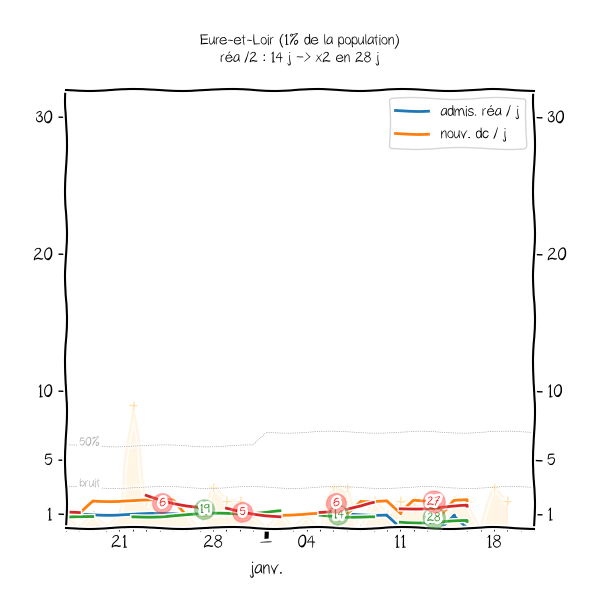 Eure-et-Loir (1% de la population)
réa /2 : 14 j -> x2 en 28 j
admis. réa / j
nouv. dc / j
30 30
20 20
10 10
50%
5 5
bruit
1 1
6 19 5 6 14 27 28
21 28 04 11 18
janv.